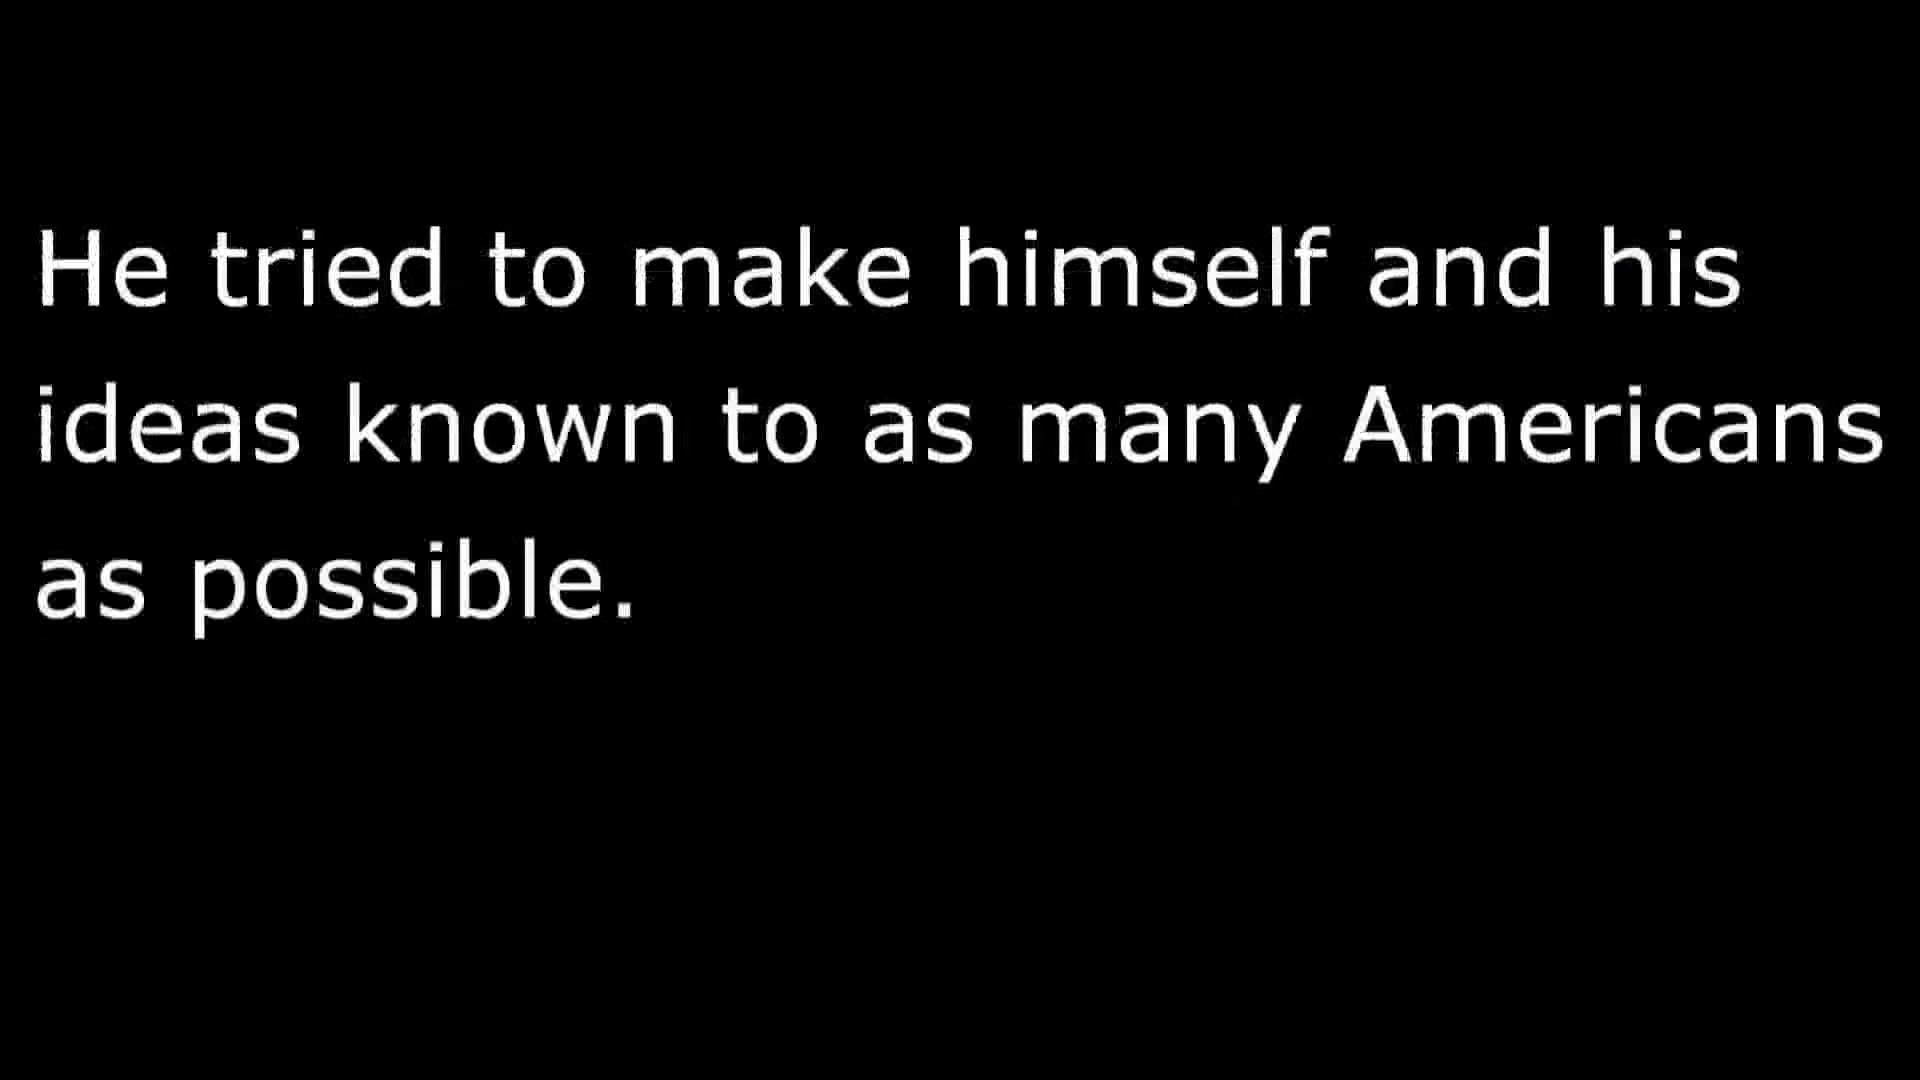 He tried to make himself and his
ideas known to as many Americans
as possible.